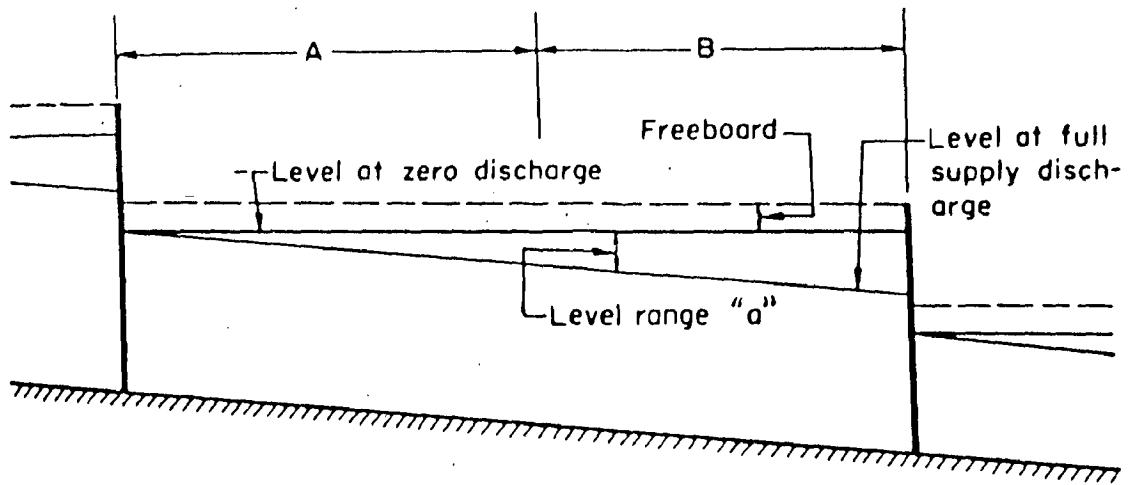 A
B
Freeboard
Level at full
supply disch-
arge
Level at zero discharge
Level range "a"